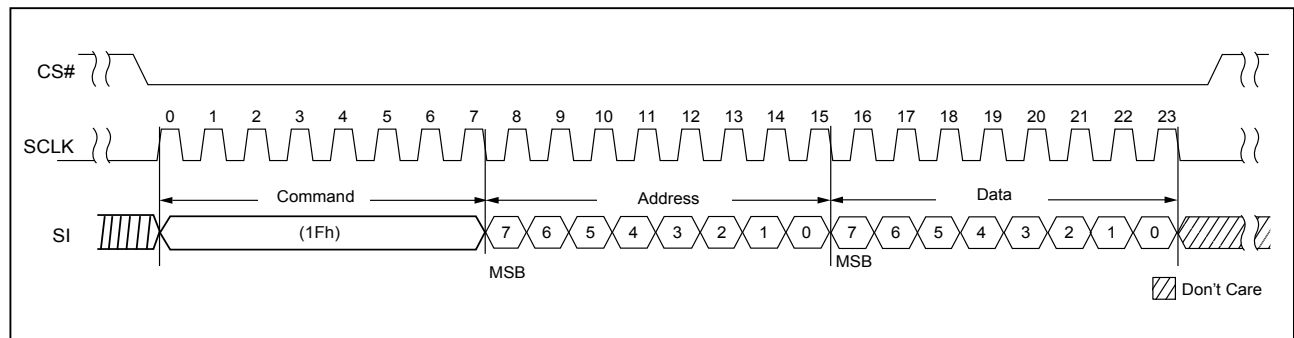 CS#
0 1 2 3 4 5 6 7 8 9 10 11 12 13 14 15 16 17 18 19 20 21 22 23
SCLK
Command Address Data
SI (1Fh) 7 6 5 4 3 2 1 0 7 6 5 4 3 2 1 0
MSB MSB
Don't Care